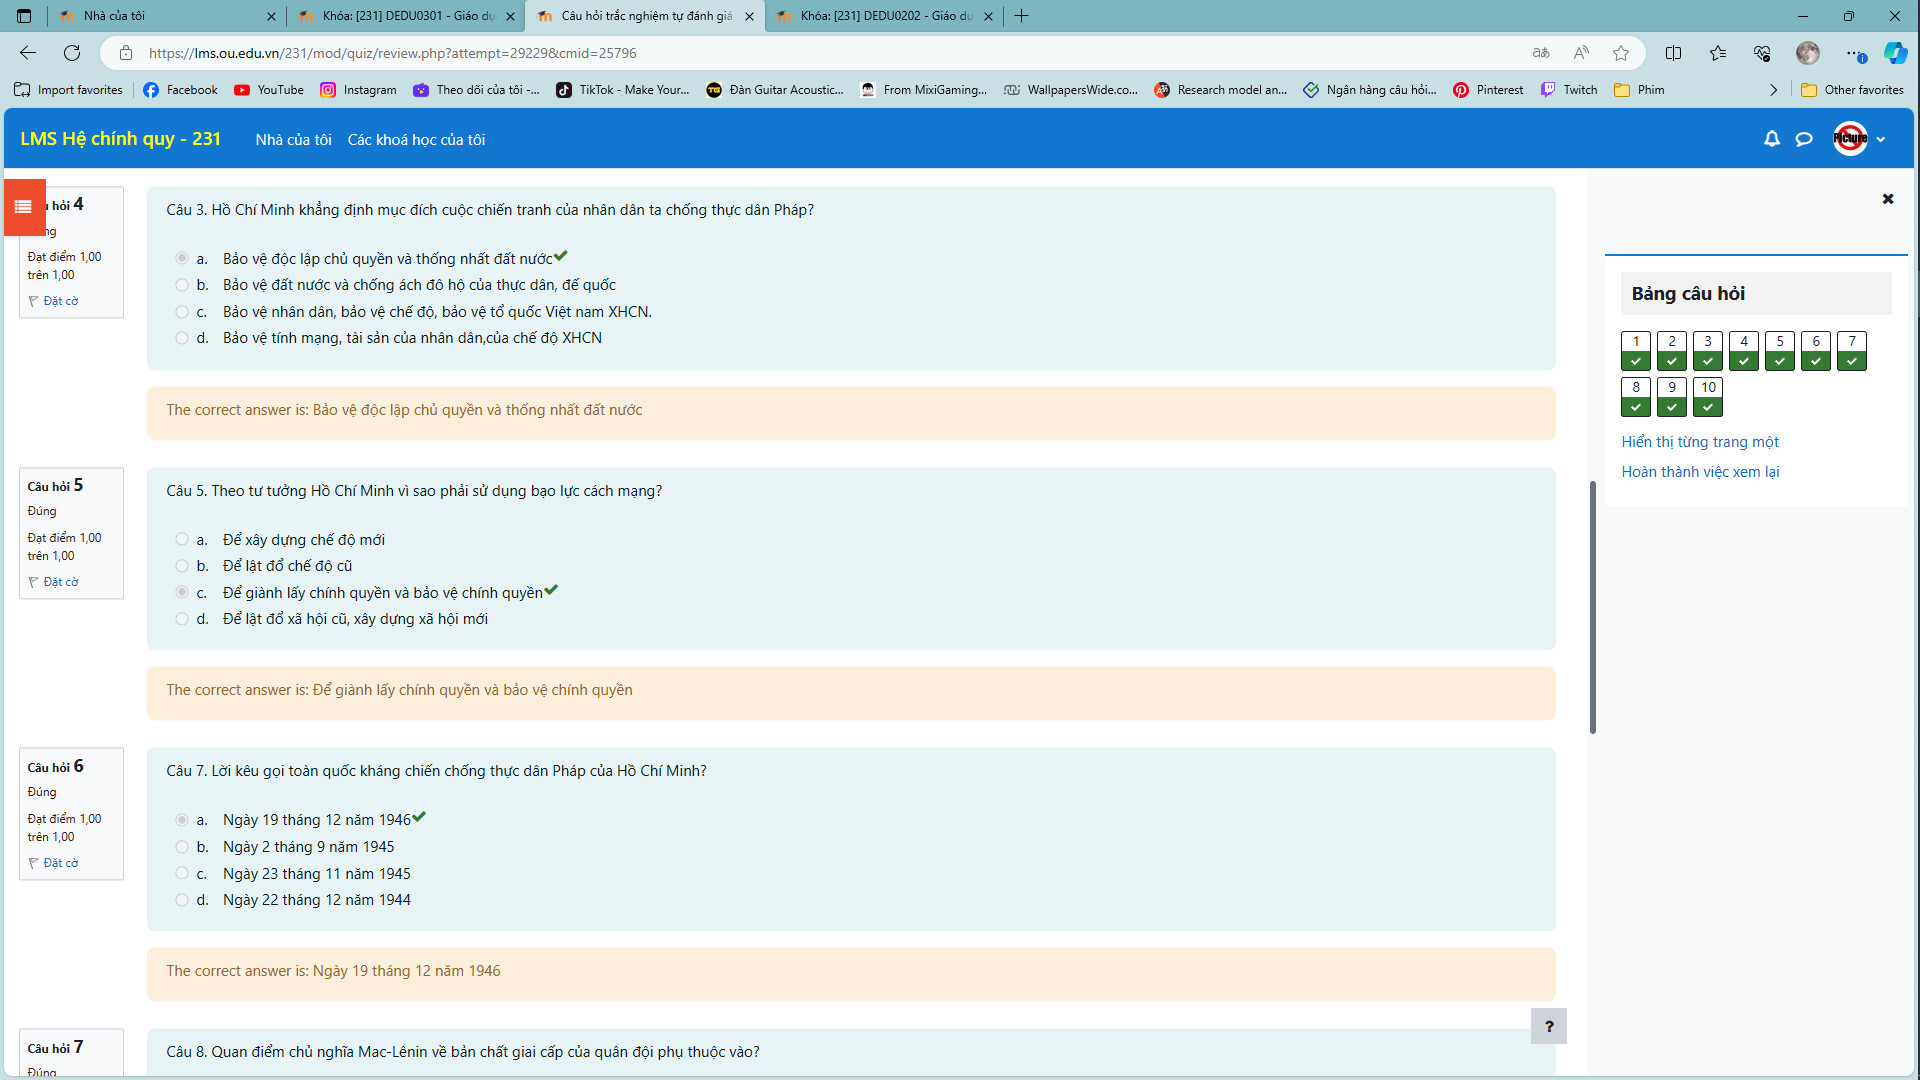 Nhà của tôi
Khóa: [231] DEDU0301 - Giáo dụ
Câu hỏi trắc nghiệm tự đánh giá
Khóa: [231] DEDU0202 - Giáo dụ
https://lms.ou.edu.vn/231/mod/quiz/review.php?attempt=29229&cmid=25796
Import favorites
Facebook
YouTube
Instagram
Theo dõi của tôi -...
TikTok - Make Your...
Đàn Guitar Acoustic...
From MixiGaming...
WallpapersWide.co...
Research model an...
Ngân hàng câu hỏi...
Pinterest
Twitch
Phim
Other favorites
LMS Hệ chính quy - 231
Nhà của tôi
Các khoá học của tôi
Picture
hỏi 4
ng
Đạt điểm 1,00
trên 1,00
Đặt cờ
Câu 3. Hồ Chí Minh khẳng định mục đích cuộc chiến tranh của nhân dân ta chống thực dân Pháp?
a. Bảo vệ độc lập chủ quyền và thống nhất đất nước
b. Bảo vệ đất nước và chống ách đô hộ của thực dân, đế quốc
c. Bảo vệ nhân dân, bảo vệ chế độ, bảo vệ tổ quốc Việt nam XHCN.
d. Bảo vệ tính mạng, tài sản của nhân dân,của chế độ XHCN
The correct answer is: Bảo vệ độc lập chủ quyền và thống nhất đất nước
Câu hỏi 5
Đúng
Đạt điểm 1,00
trên 1,00
Đặt cờ
Câu 5. Theo tư tưởng Hồ Chí Minh vì sao phải sử dụng bạo lực cách mạng?
a. Để xây dựng chế độ mới
b. Để lật đổ chế độ cũ
c. Để giành lấy chính quyền và bảo vệ chính quyền
d. Để lật đổ xã hội cũ, xây dựng xã hội mới
The correct answer is: Để giành lấy chính quyền và bảo vệ chính quyền
Câu hỏi 6
Đúng
Đạt điểm 1,00
trên 1,00
Đặt cờ
Câu 7. Lời kêu gọi toàn quốc kháng chiến chống thực dân Pháp của Hồ Chí Minh?
a. Ngày 19 tháng 12 năm 1946
b. Ngày 2 tháng 9 năm 1945
c. Ngày 23 tháng 11 năm 1945
d. Ngày 22 tháng 12 năm 1944
The correct answer is: Ngày 19 tháng 12 năm 1946
Câu hỏi 7
Đúng
Câu 8. Quan điểm chủ nghĩa Mac-Lênin về bản chất giai cấp của quân đội phụ thuộc vào?
?
Bảng câu hỏi
1 2 3 4 5 6 7
8 9 10
Hiển thị từng trang một
Hoàn thành việc xem lại